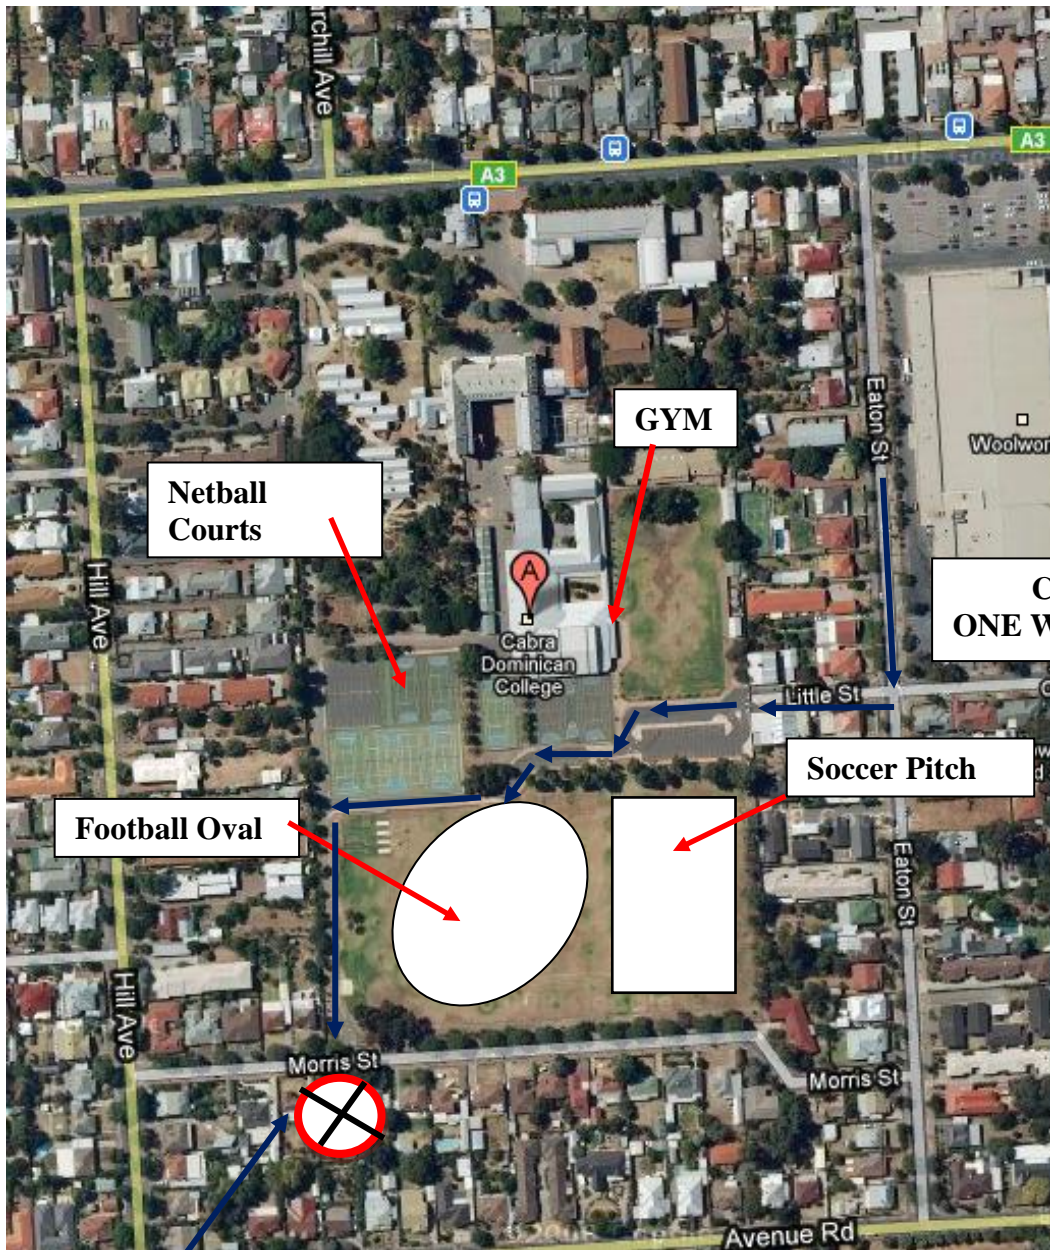 rchill Ave
A3
A3
GYM
Eaton St
Woolwor
Netball
Courts
Hill Ave
A
C
ONE W
Cabra
Dominican
College
Little St
Soccer Pitch
Football Oval
Eaton St
Hill Ave
Morris St
Morris St
Avenue Rd